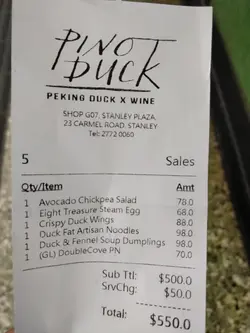 PINOT
DUCK
PEKING DUCK X WINE
SHOP G07, STANLEY PLAZA,
23 CARMEL ROAD, STANLEY
Tel: 2772 0060
5 Sales
Qty/Item Amt
1 Avocado Chickpea Salad 78.0
1 Eight Treasure Steam Egg 68.0
1 Crispy Duck Wings 88.0
1 Duck Fat Artisan Noodles 98.0
1 Duck & Fennel Soup Dumplings 98.0
1 (GL) DoubleCove PN 70.0
Sub Ttl: $500.0
SrvChg: $50.0
Total: $550.0